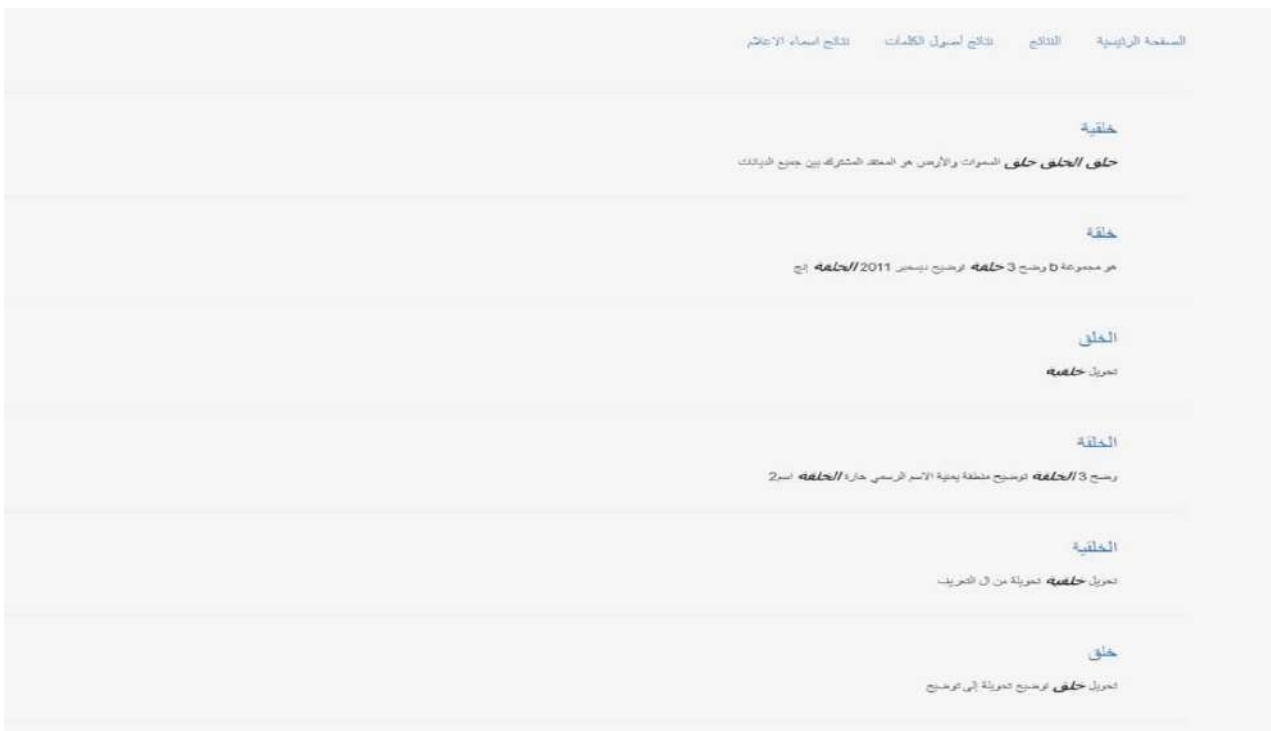 الصفحة الرئيسية النتائج نتائج أصول الكلمات نتائج اسماء الاعلام
خلقية
خلق الخلق خلق السموات والأرض هو المعتقد المشترك بين جميع الديانات
خلقة
هو مجموعة b وضح 3 خلقة توضيح ديسمبر 2011 الخلقة إلخ
الخلق
تحويل خلقية
الخلقة
وضح 3 الخلقة توضيح منطقة يمنية الاسم الرسمي حارة الخلقة اسم2
الخلقية
تحويل خلقية تحويلة من ال التعريف
خلق
تحويل خلق توضيح تحويلة إلى توضيح